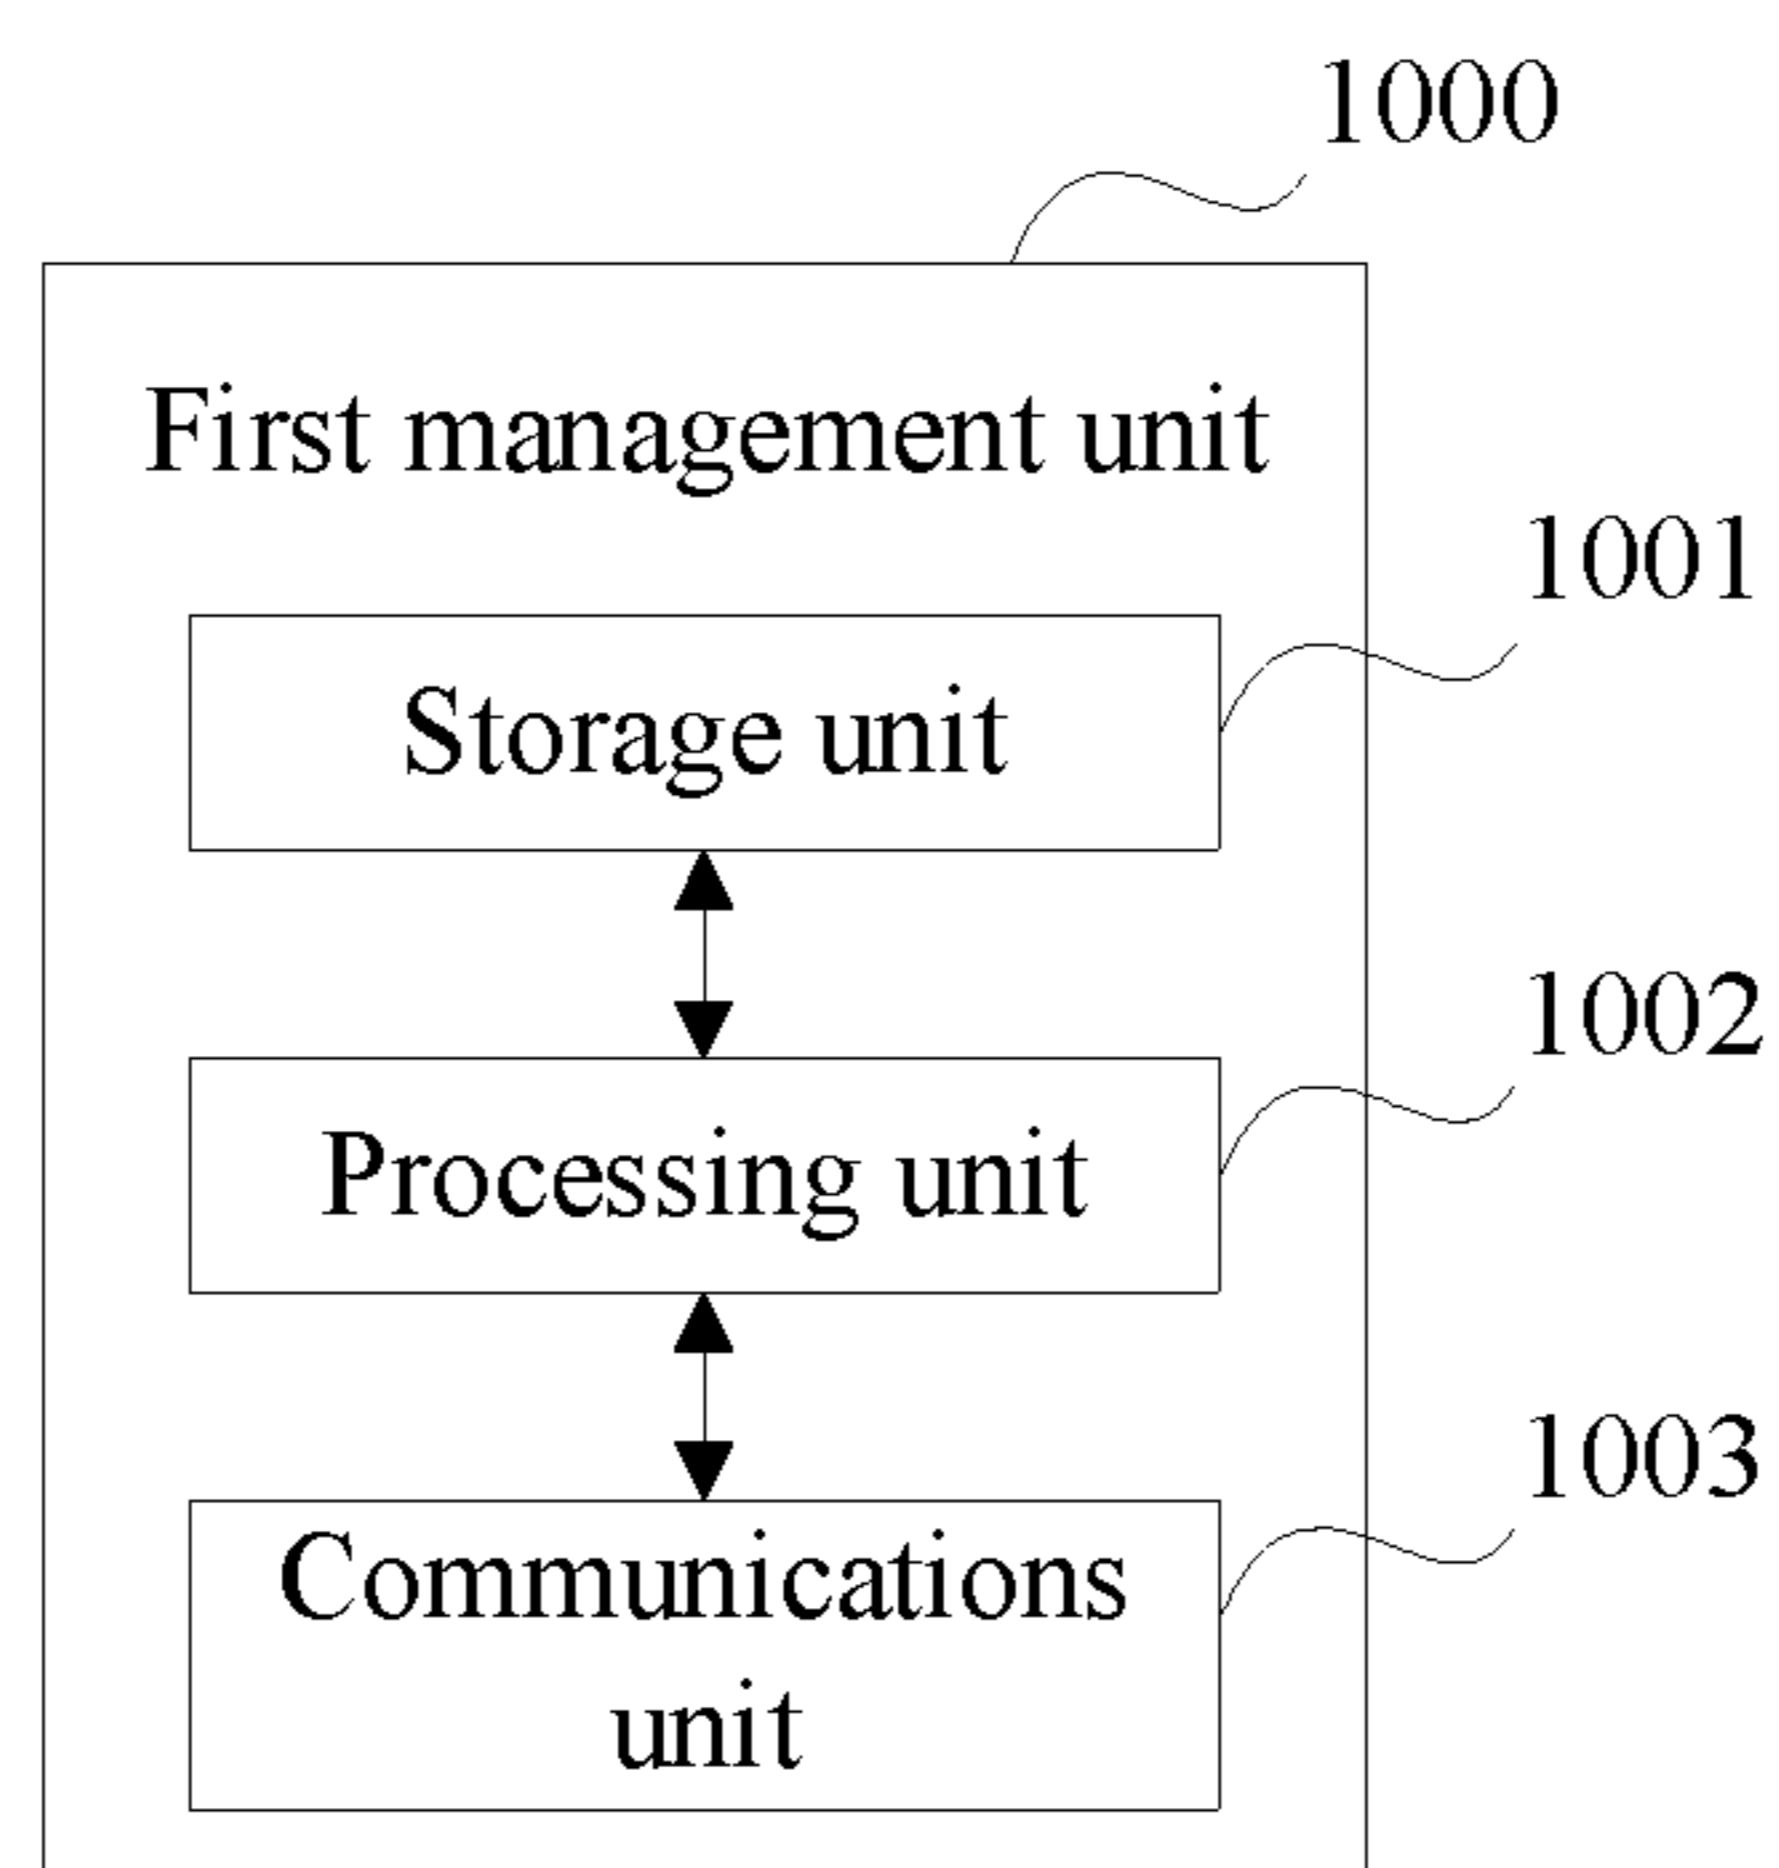 1000
First management unit
1001
Storage unit
1002
Processing unit
1003
Communications
unit